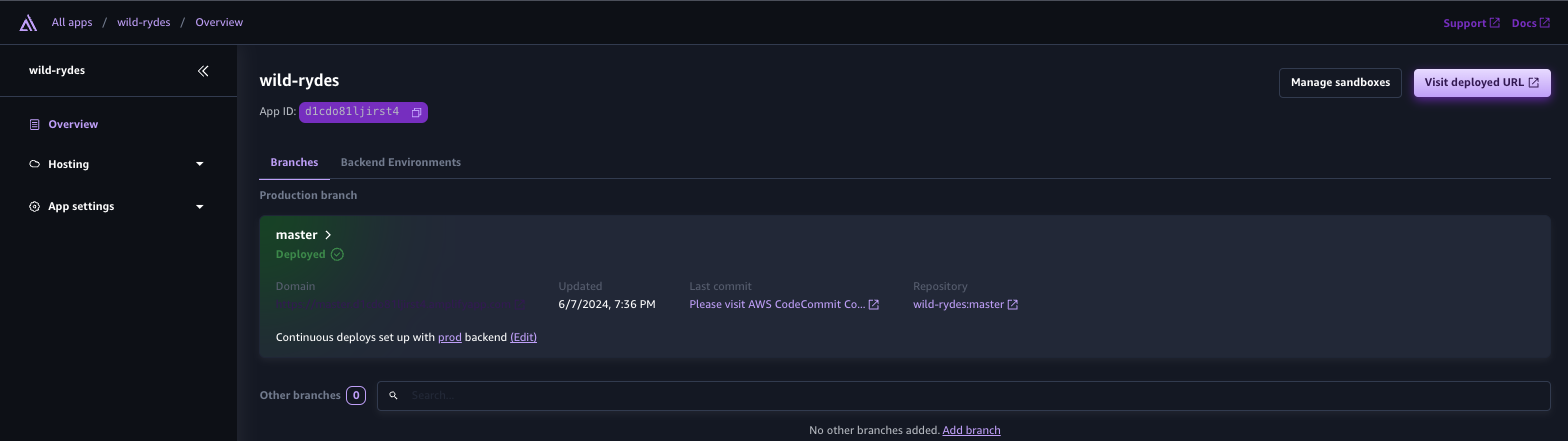 All apps / wild-rydes / Overview
Support Docs
wild-rydes
Overview
Hosting
App settings
wild-rydes
Manage sandboxes
Visit deployed URL
App ID: d1cdo81ljirst4
Branches Backend Environments
Production branch
master
Deployed
Domain Updated Last commit Repository
6/7/2024, 7:36 PM Please visit AWS CodeCommit Co... wild-rydes:master
Continuous deploys set up with prod backend (Edit)
Other branches 0 Search...
No other branches added. Add branch